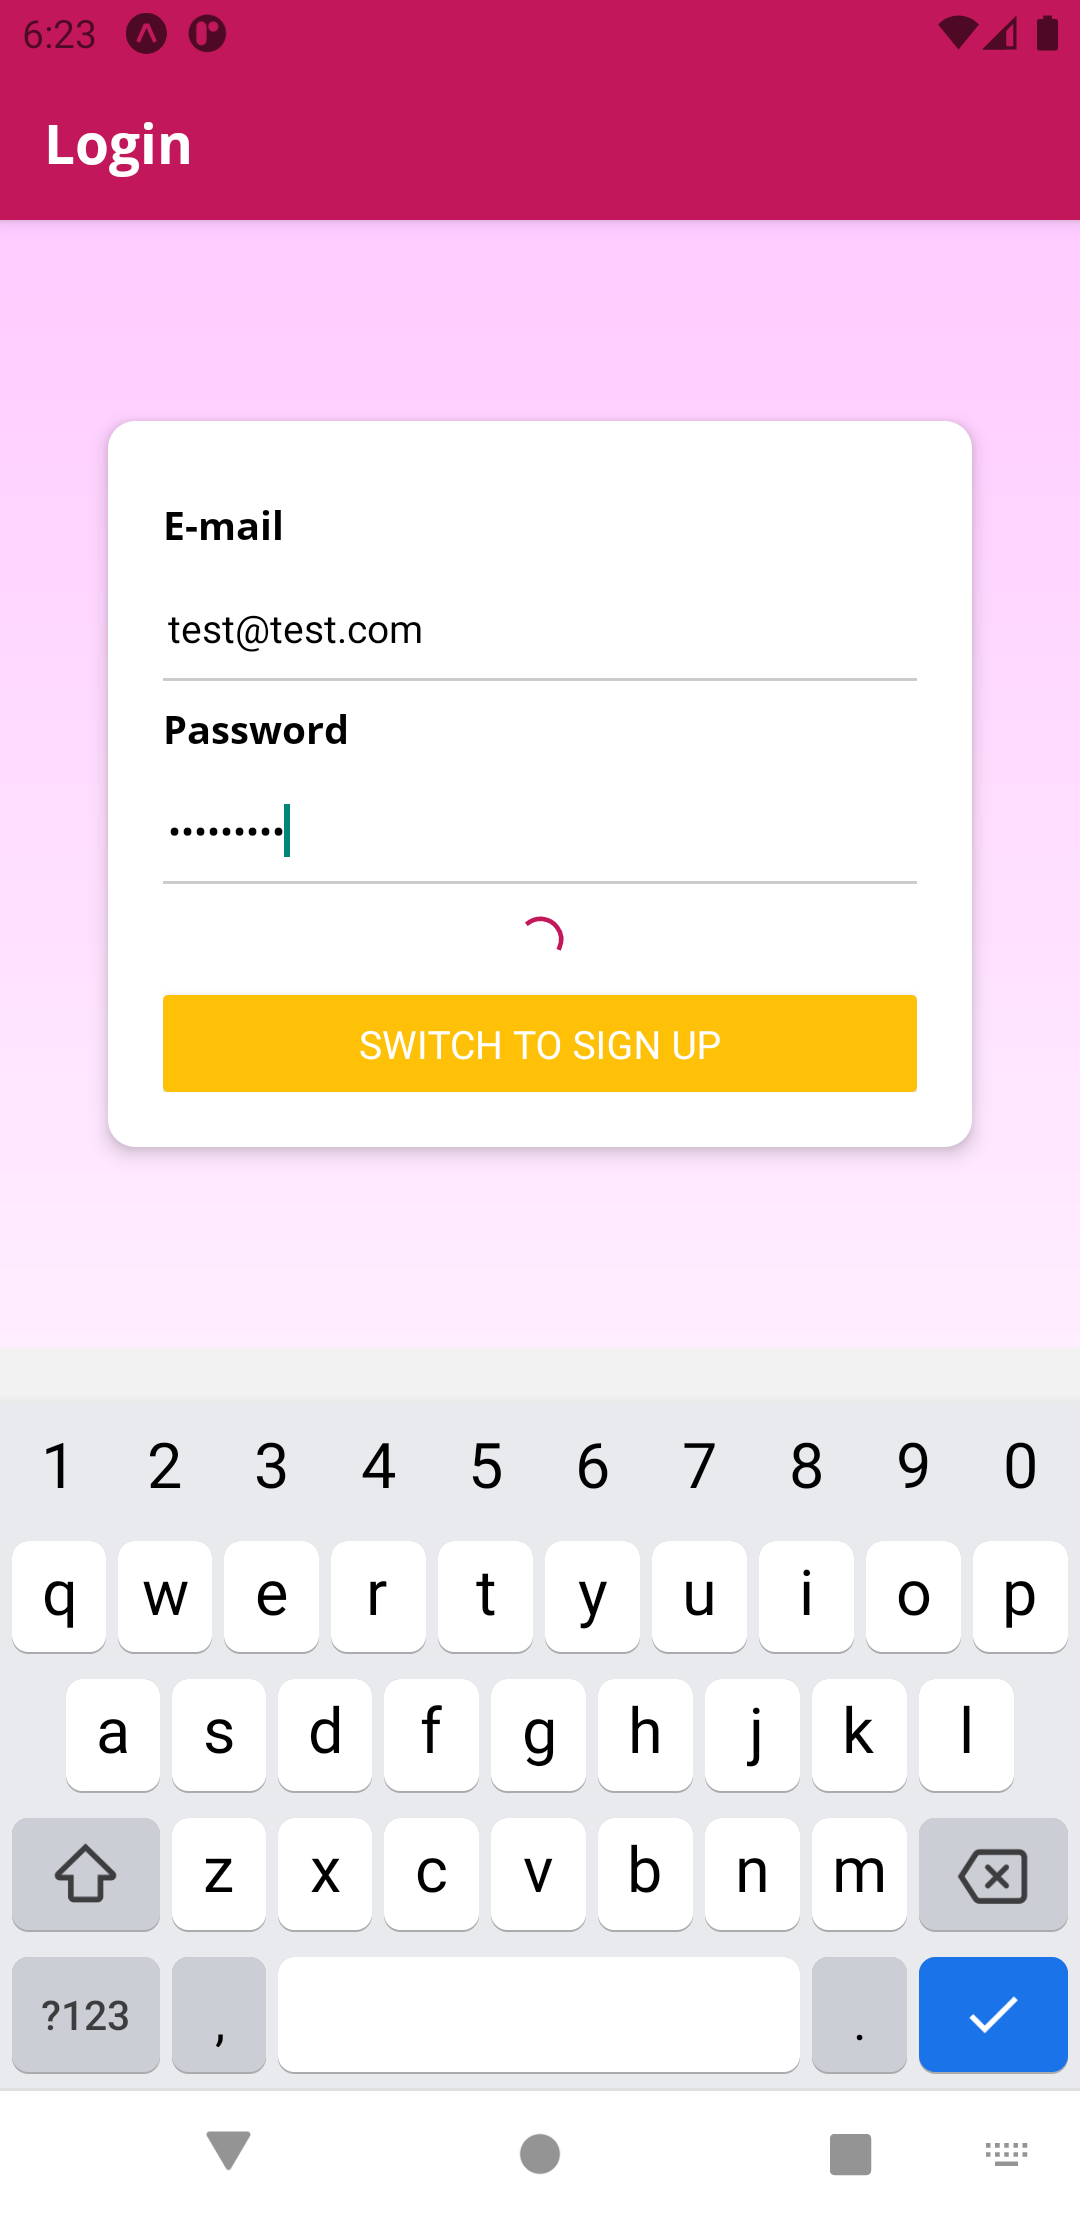 6:23
Login
E-mail
test@test.com
Password
•••••••••
SWITCH TO SIGN UP
1 2 3 4 5 6 7 8 9 0
q w e r t y u i o p
a s d f g h j k l
z x c v b n m
?123 , .